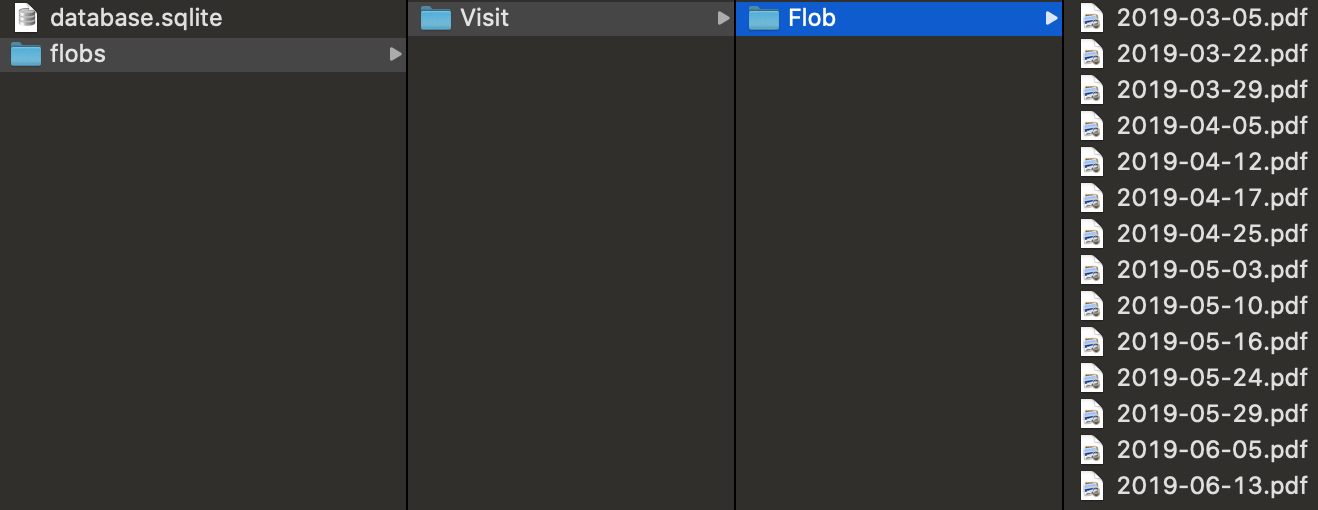 database.sqlite
flobs
Visit
Flob
2019-03-05.pdf
2019-03-22.pdf
2019-03-29.pdf
2019-04-05.pdf
2019-04-12.pdf
2019-04-17.pdf
2019-04-25.pdf
2019-05-03.pdf
2019-05-10.pdf
2019-05-16.pdf
2019-05-24.pdf
2019-05-29.pdf
2019-06-05.pdf
2019-06-13.pdf